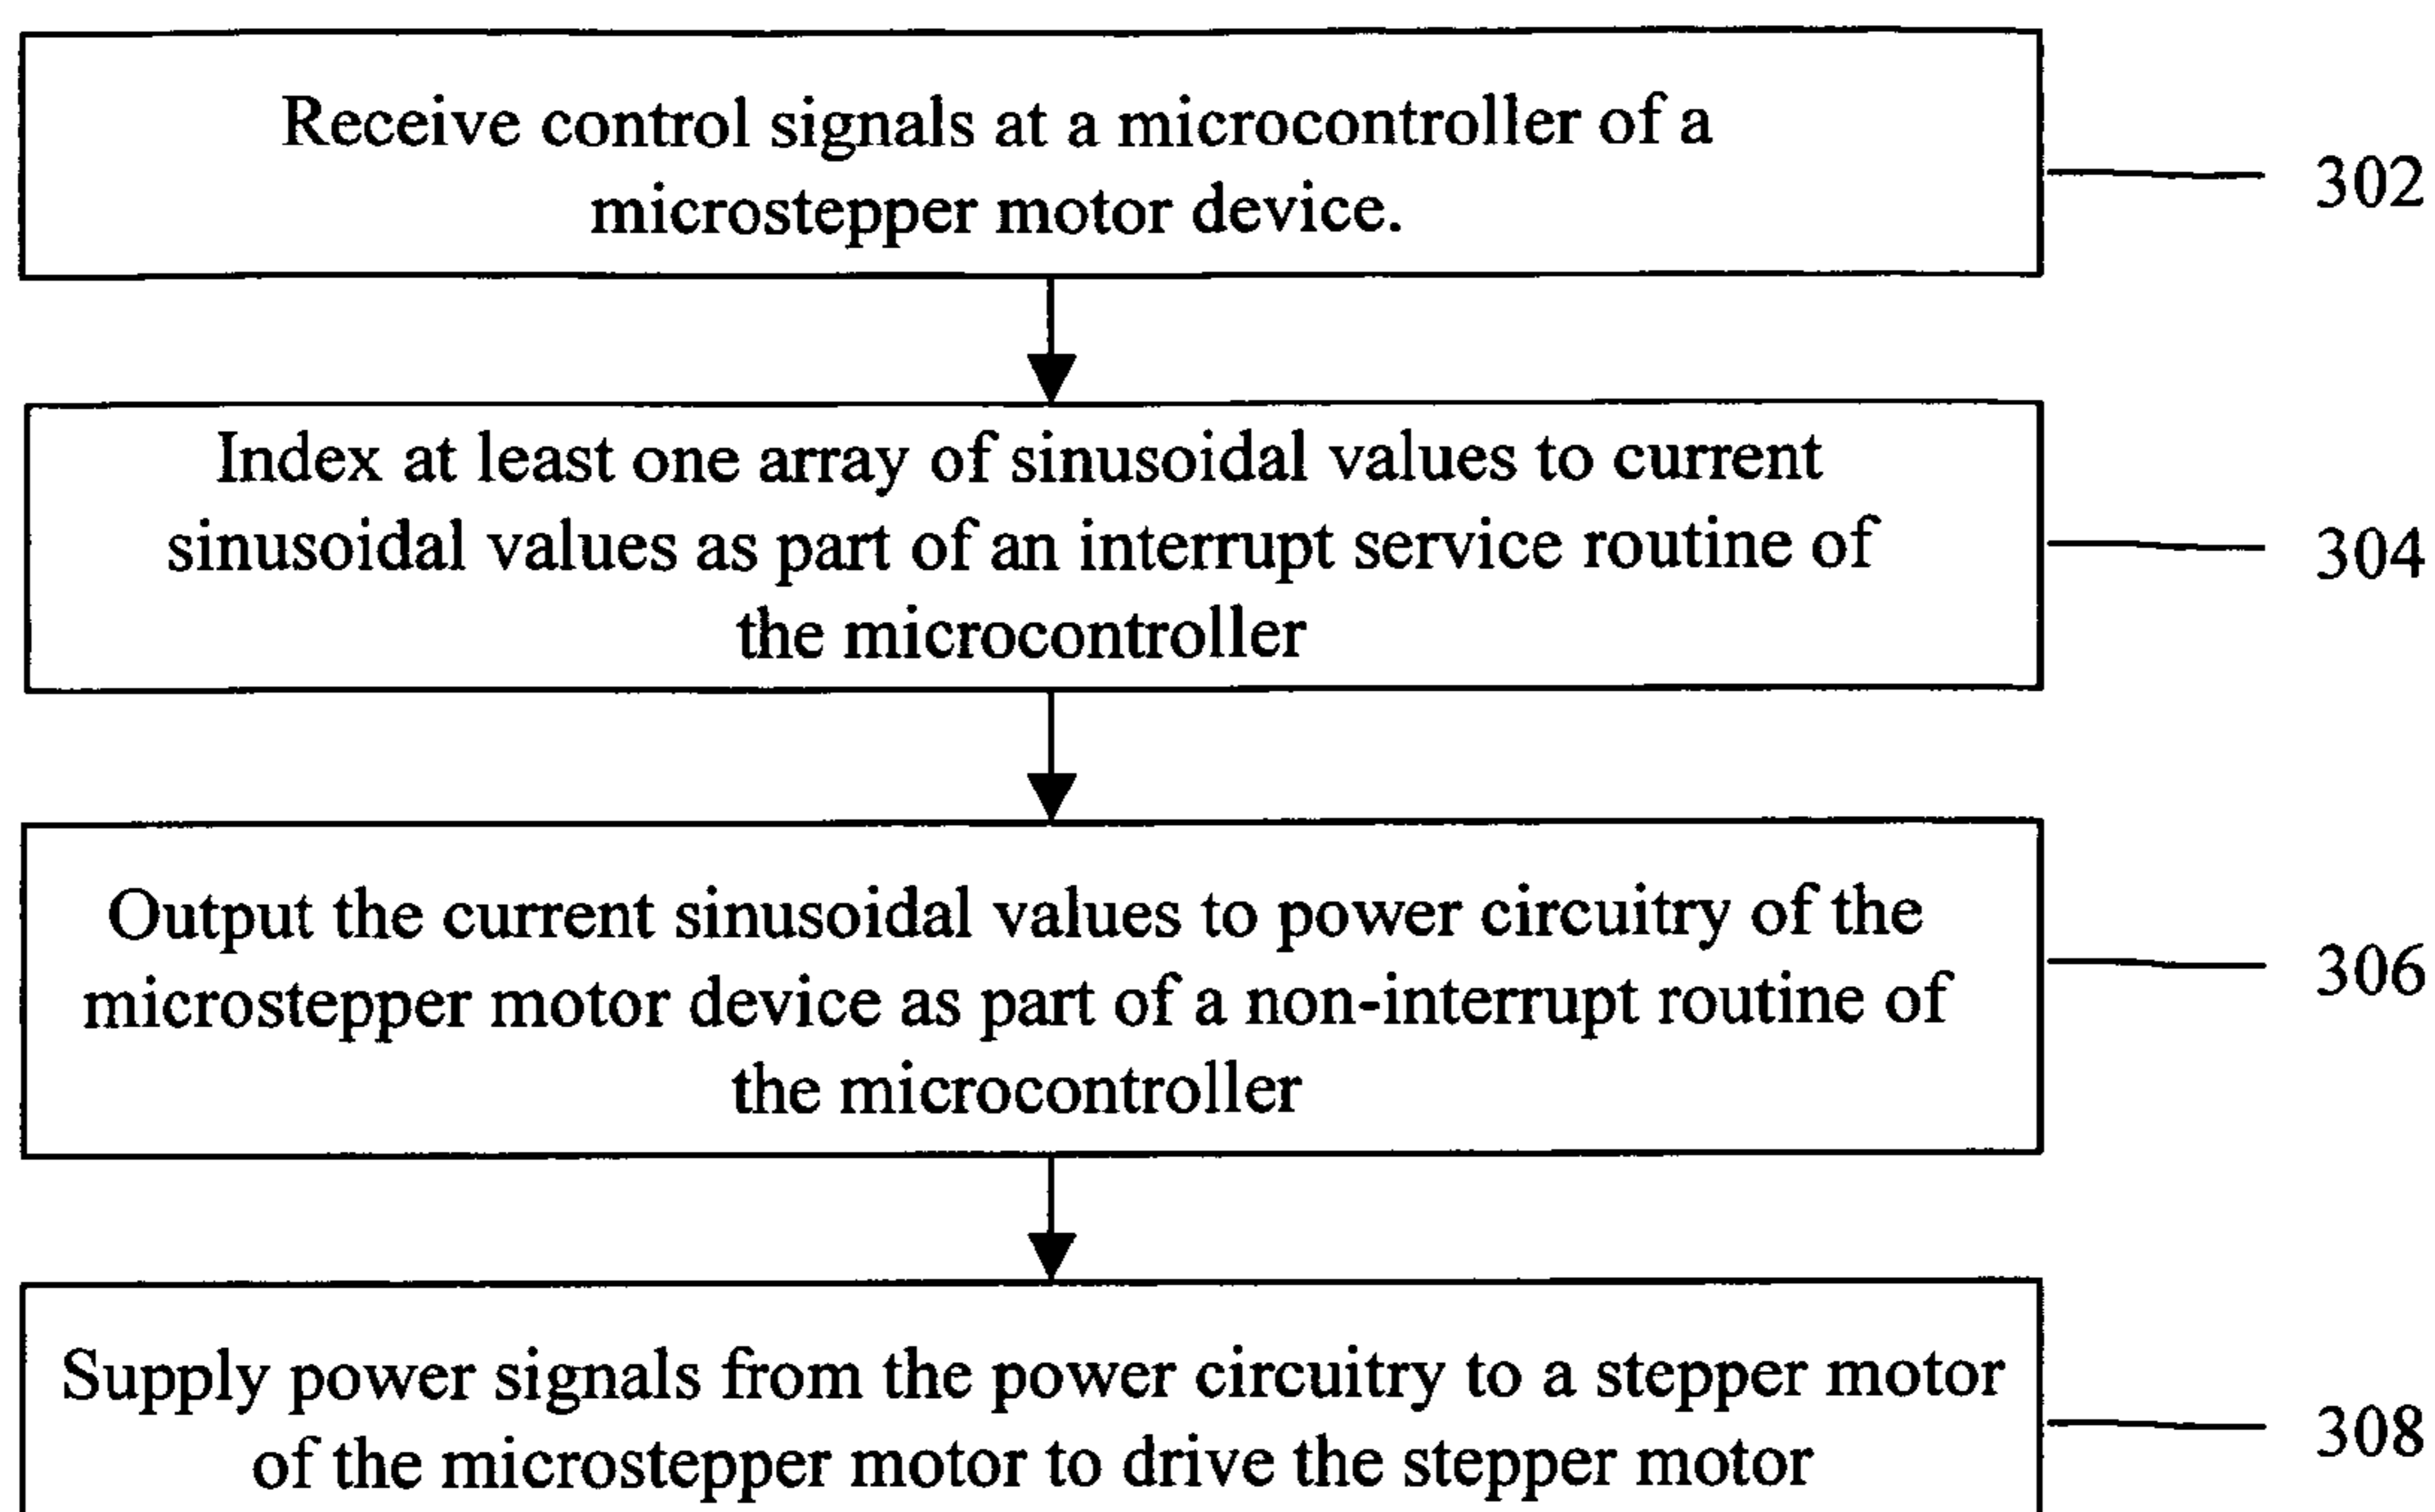 Receive control signals at a microcontroller of a
microstepper motor device.
302
Index at least one array of sinusoidal values to current
sinusoidal values as part of an interrupt service routine of
the microcontroller
304
Output the current sinusoidal values to power circuitry of the
microstepper motor device as part of a non-interrupt routine of
the microcontroller
306
Supply power signals from the power circuitry to a stepper motor
of the microstepper motor to drive the stepper motor
308